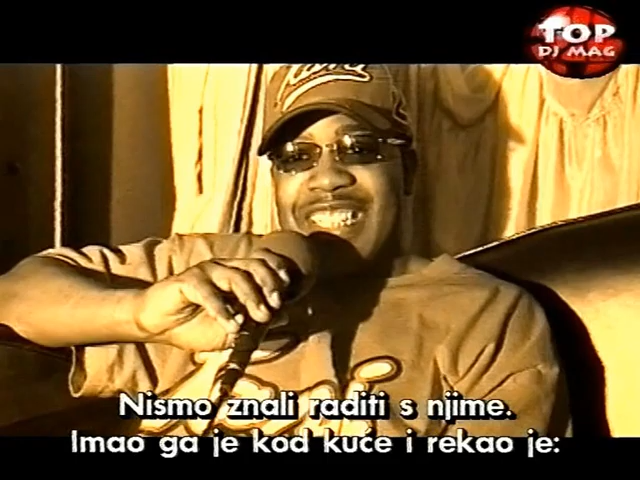 TOP
DJ MAG
Nismo znali raditi s njime.
Imao ga je kod kuće i rekao je: